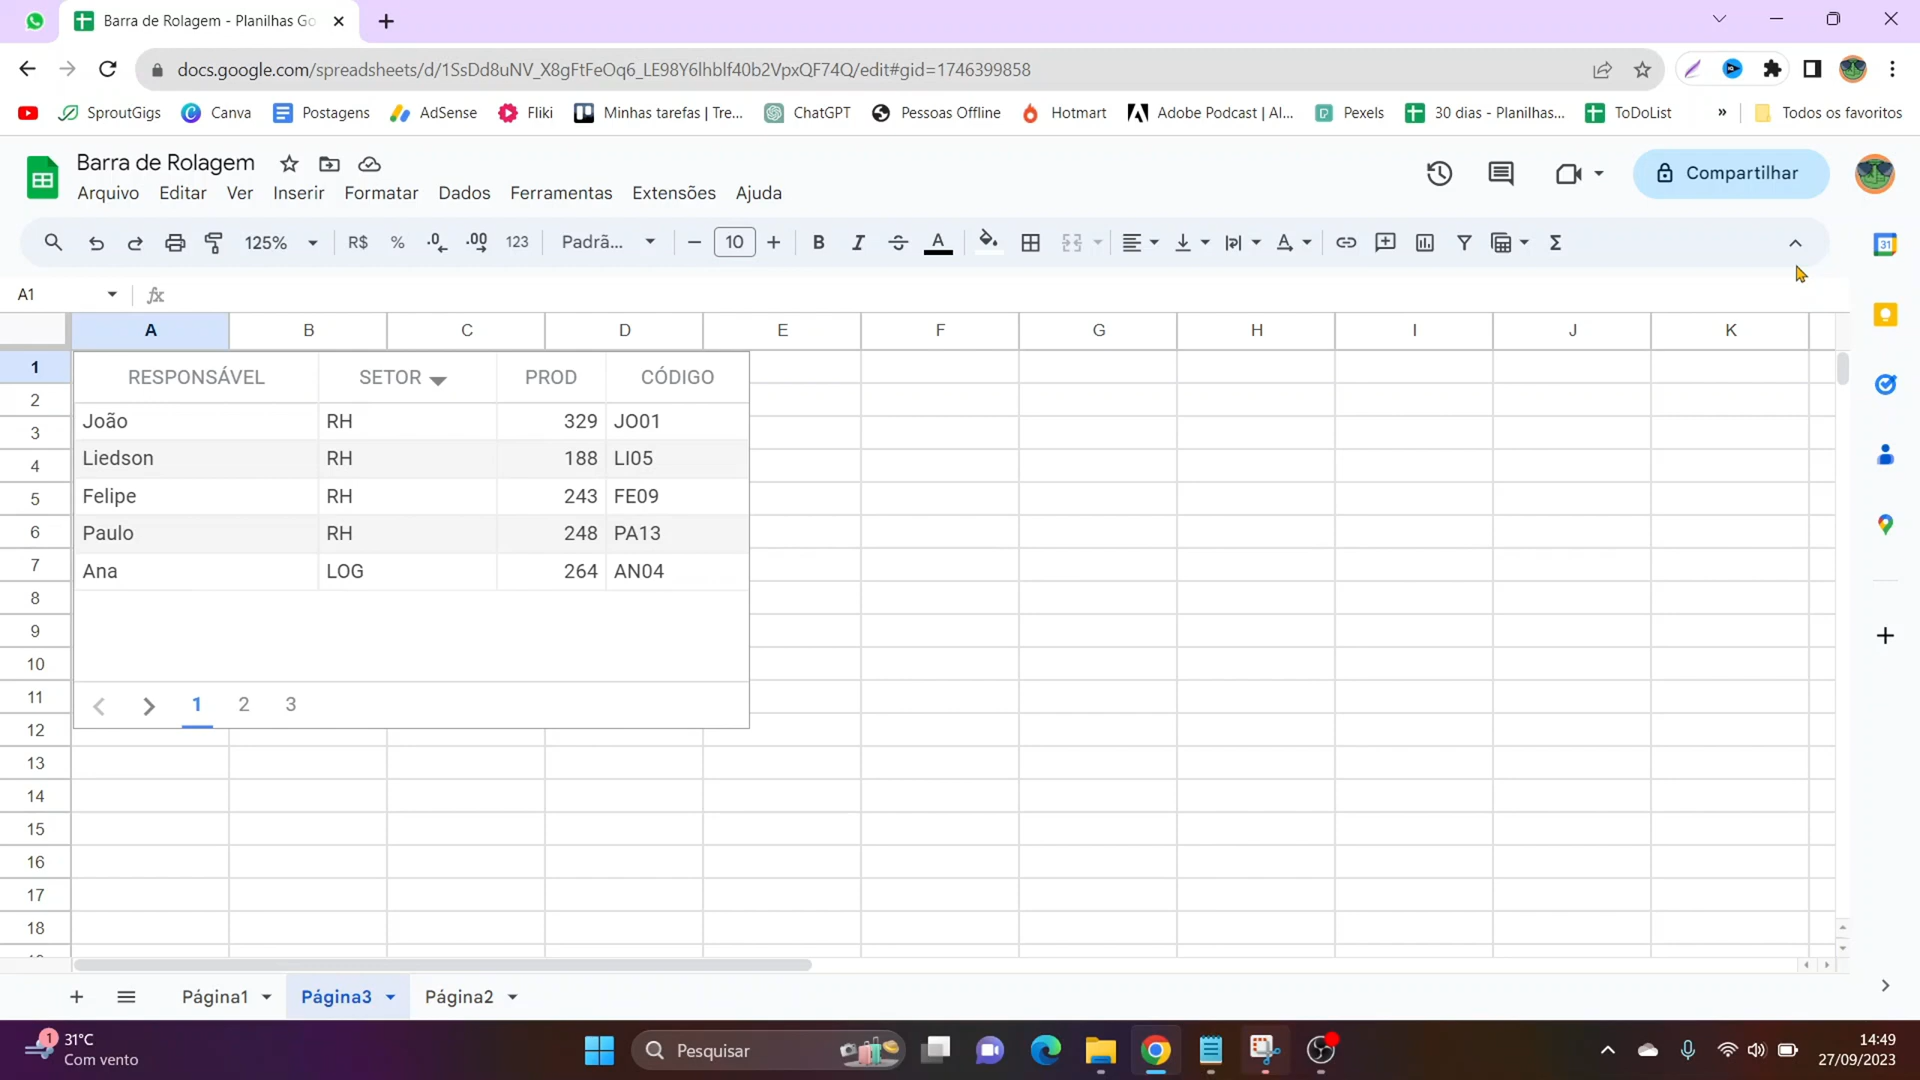 Barra de Rolagem - Planilhas Go
docs.google.com/spreadsheets/d/1SsDd8uNV_X8gFtFeOq6_LE98Y6lhblf40b2VpxQF74Q/edit#gid=1746399858
SproutGigs Canva Postagens AdSense Fliki Minhas tarefas | Tre... ChatGPT Pessoas Offline Hotmart Adobe Podcast | Al... Pexels 30 dias - Planilhas... ToDoList » Todos os favoritos
Barra de Rolagem
Compartilhar
Arquivo Editar Ver Inserir Formatar Dados Ferramentas Extensões Ajuda
125% R$ % .0 .00 123 Padrã... 10 B I S A Σ
31
A1 fx
A B C D E F G H I J K
1
RESPONSÁVEL SETOR PROD CÓDIGO
2
João RH 329 JO01
3
Liedson RH 188 LI05
4
Felipe RH 243 FE09
5
Paulo RH 248 PA13
6
Ana LOG 264 AN04
7
8
9
10
11
1 2 3
12
13
14
15
16
17
18
Página1 Página3 Página2
1
31°C
Com vento
Pesquisar
14:49
27/09/2023